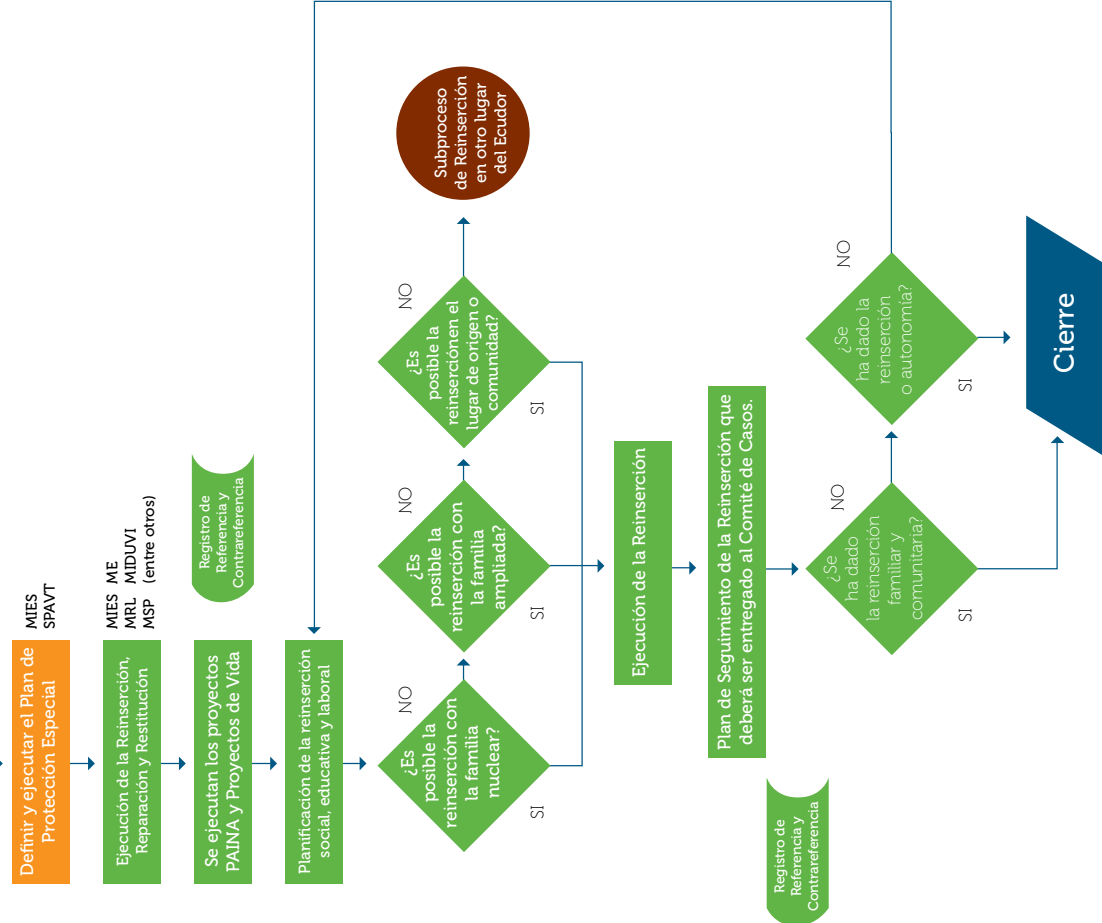 Definir y ejecutar el Plan de
Protección Especial
MIES
SPAVT
Ejecución de la Reinserción,
Reparación y Restitución
MIES ME
MRL MIDUVI
MSP (entre otros)
Se ejecutan los proyectos
PAINA y Proyectos de Vida
Registro de
Referencia y
Contrareferencia
Planificación de la reinserción
social, educativa y laboral
¿Es
posible la
reinserción con
la familia
nuclear?
NO
SI
¿Es
posible la
reinserción con
la familia
ampliada?
NO
SI
¿Es
posible la
reinserciónen el
lugar de origen o
comunidad?
NO
SI
Subproceso
de Reinserción
en otro lugar
del Ecudor
Ejecución de la Reinserción
Plan de Seguimiento de la Reinserción que
deberá ser entregado al Comité de Casos.
Registro de
Referencia y
Contrareferencia
¿Se
ha dado
la reinserción
familiar y
comunitaria?
NO
SI
¿Se
ha dado la
reinserción
o autonomía?
NO
SI
Cierre